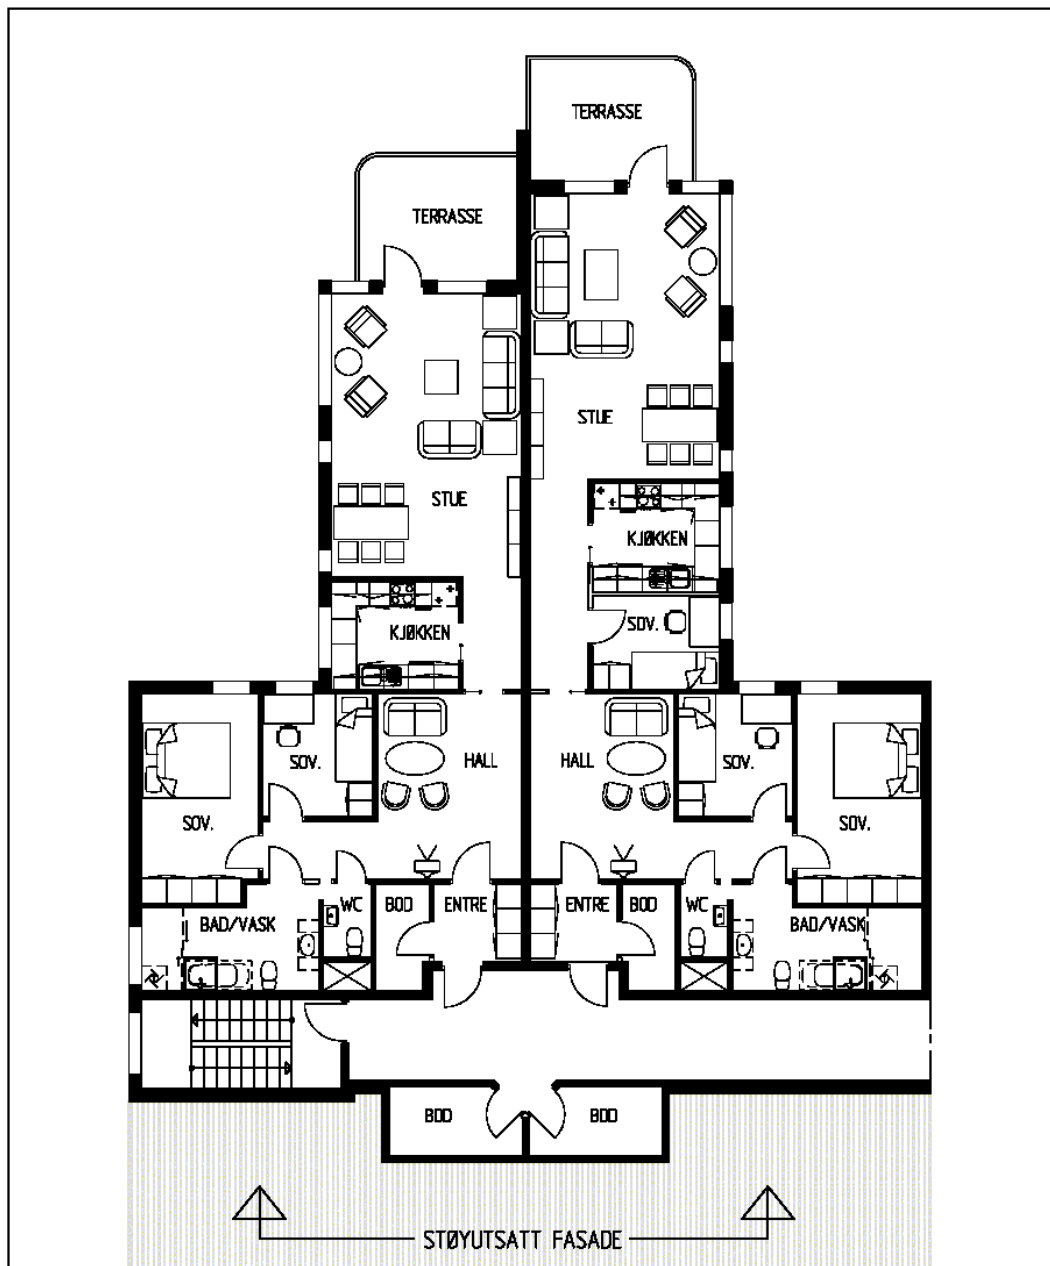 TERRASSE
TERRASSE
STUE
STUE
KJØKKEN
SOV.
KJØKKEN
SOV. HALL HALL SOV.
SOV. SOV.
WC BOD ENTRE ENTRE BOD WC
BAD/VASK BAD/VASK
BOD BOD
STØYUTSATT FASADE